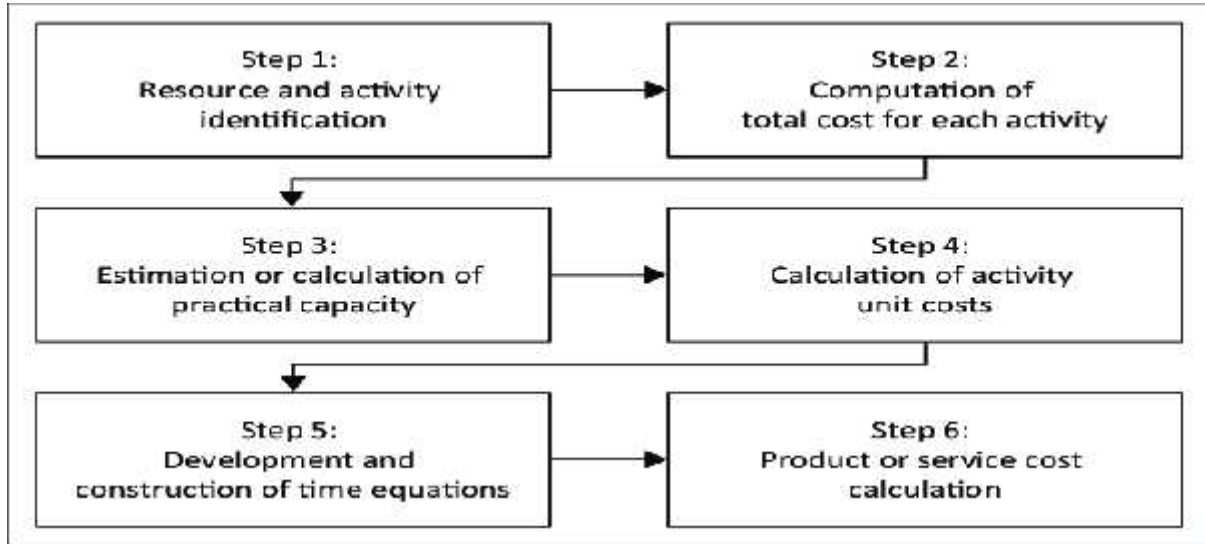 Step 1:
Resource and activity
identification
Step 2:
Computation of
total cost for each activity
Step 3:
Estimation or calculation of
practical capacity
Step 4:
Calculation of activity
unit costs
Step 5:
Development and
construction of time equations
Step 6:
Product or service cost
calculation